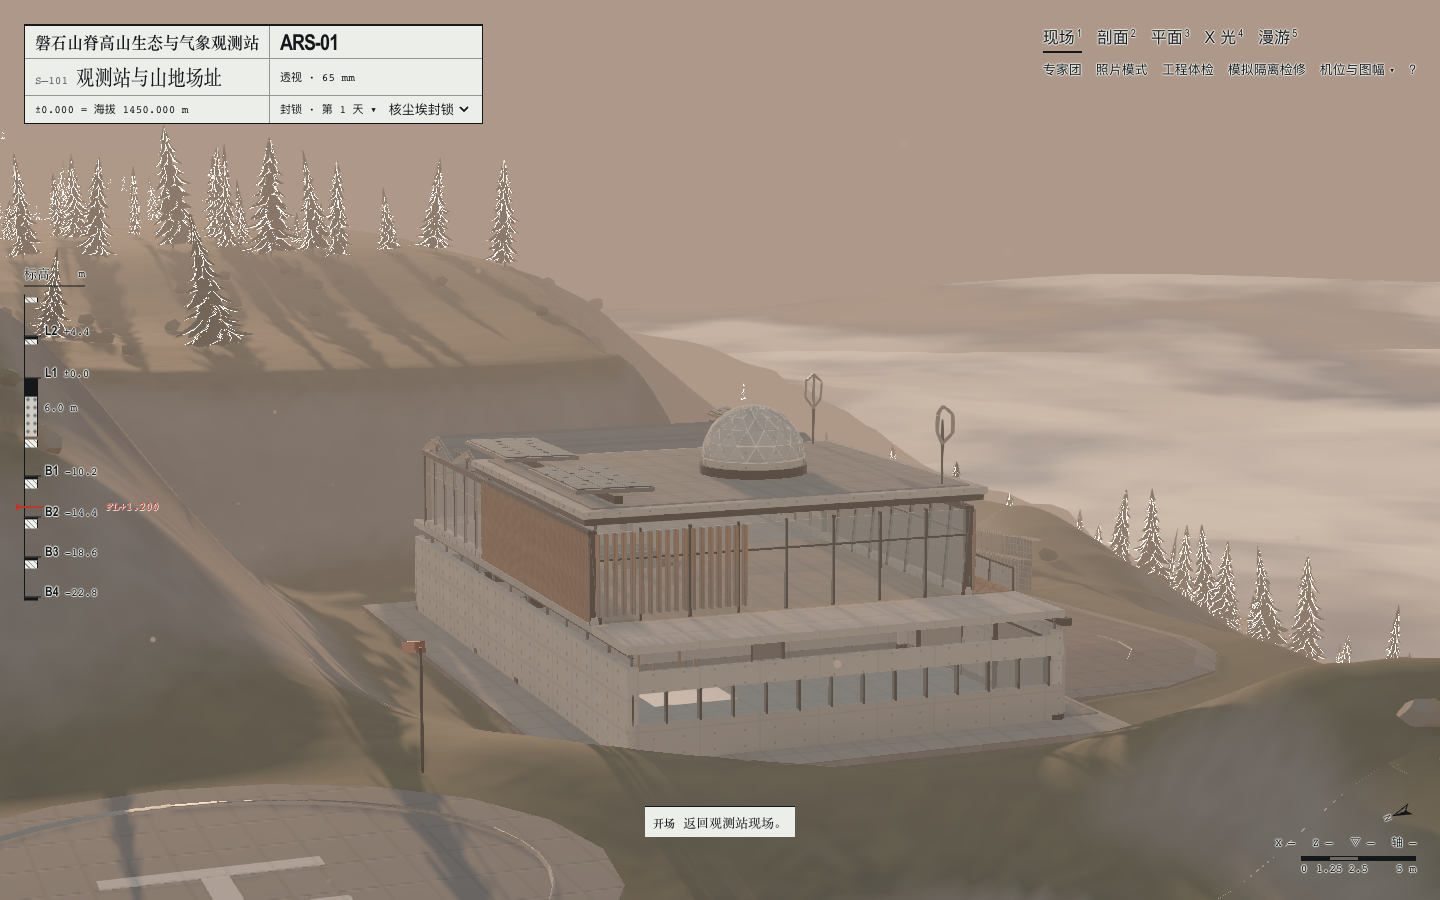 磐石山脊高山生态与气象观测站 ARS-01
S-101 观测站与山地场址 透视 · 65 mm
±0.000 = 海拔 1450.000 m 封锁 · 第 1 天 ▾ 核尘埃封锁
现场1 剖面2 平面3 X 光4 漫游5
专家团 照片模式 工程体检 模拟隔离检修 机位与图幅 ▾ ?
标高 m
L2 +4.4
L1 ±0.0
6.0 m
B1 -10.2
B2 -14.4 FL+1.200
B3 -18.6
B4 -22.8
开场 返回观测站现场。
N
X — Z — ▽ — 轴 —
0 1.25 2.5 5 m